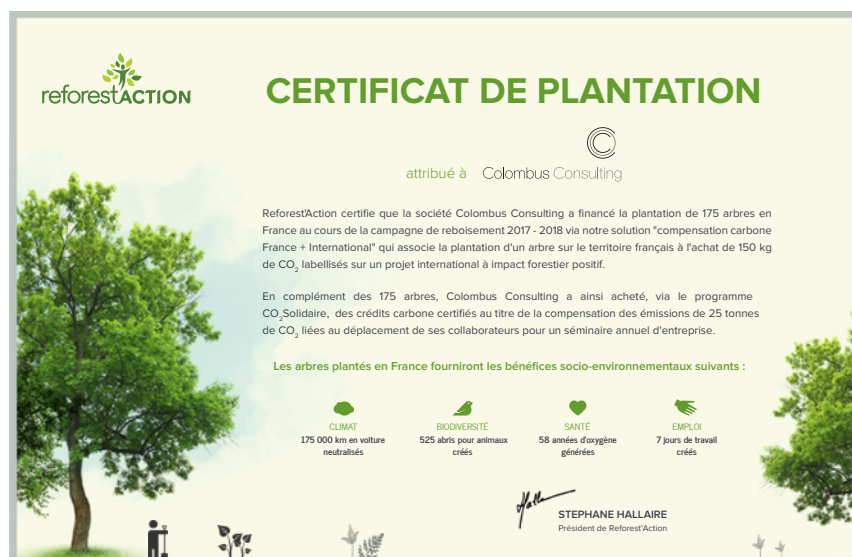 reforestACTION
CERTIFICAT DE PLANTATION
attribué à Colombus Consulting
Reforest'Action certifie que la société Colombus Consulting a financé la plantation de 175 arbres en
France au cours de la campagne de reboisement 2017 - 2018 via notre solution "compensation carbone
France + International" qui associe la plantation d'un arbre sur le territoire français à l'achat de 150 kg
de CO2 labellisés sur un projet international à impact forestier positif.
En complément des 175 arbres, Colombus Consulting a ainsi acheté, via le programme
CO2Solidaire, des crédits carbone certifiés au titre de la compensation des émissions de 25 tonnes
de CO2 liées au déplacement de ses collaborateurs pour un séminaire annuel d'entreprise.
Les arbres plantés en France fourniront les bénéfices socio-environnementaux suivants :
CLIMAT
175 000 km en voiture
neutralisés
BIODIVERSITÉ
525 abris pour animaux
créés
SANTÉ
58 années d'oxygène
générées
EMPLOI
7 jours de travail
créés
STEPHANE HALLAIRE
Président de Reforest'Action